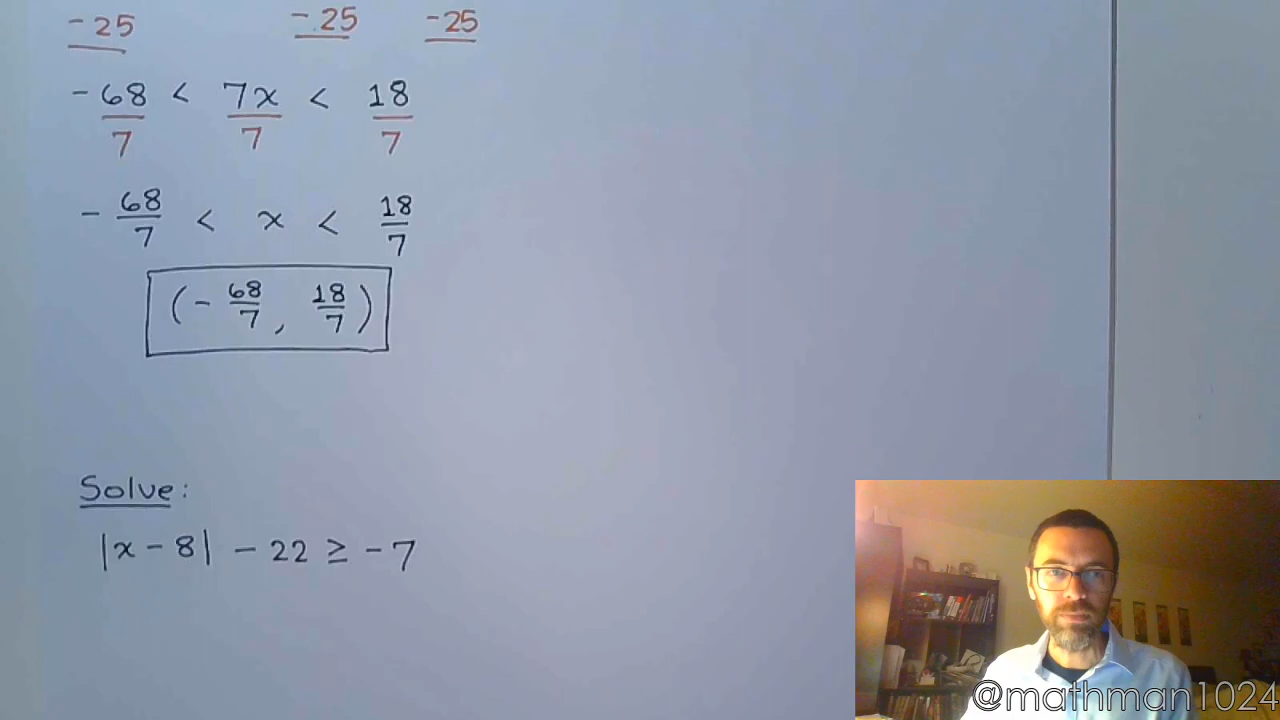 -25 -.25 -25
-68/7 < 7x/7 < 18/7
-68/7 < x < 18/7
(-68/7, 18/7)
Solve:
|x-8| -22 ≥ -7
@mathman1024